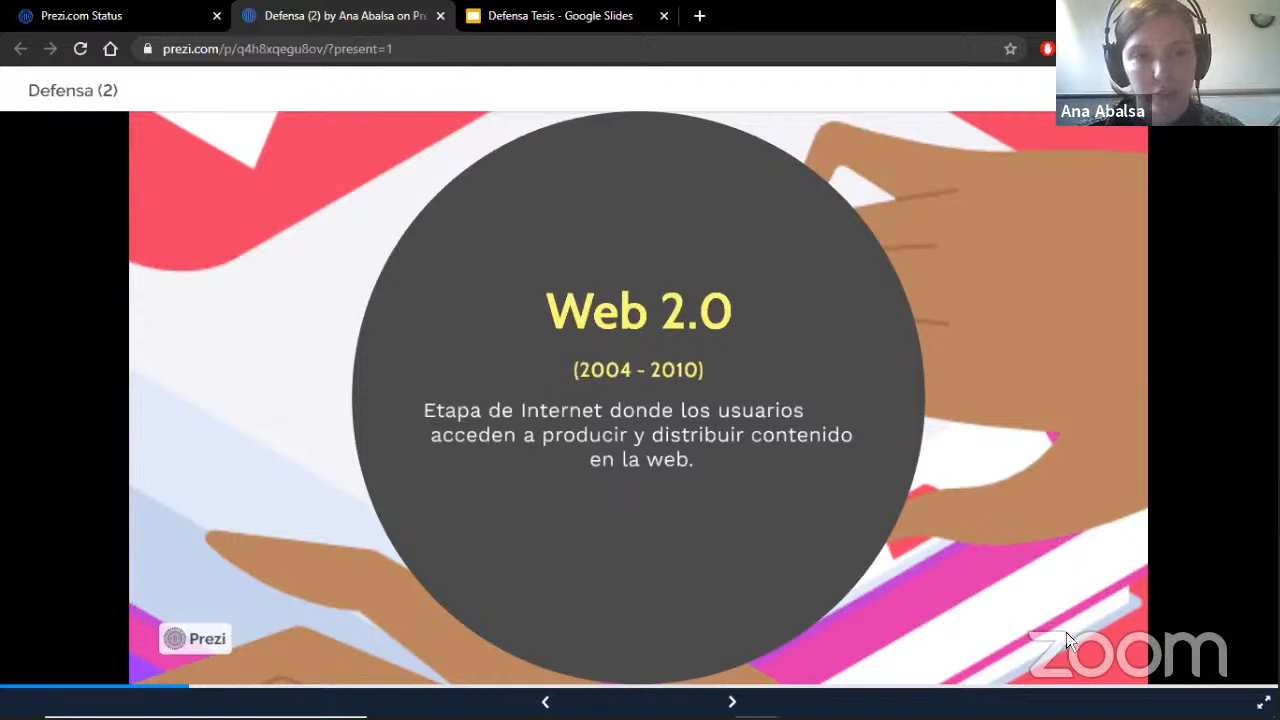 Prezi.com Status
Defensa (2) by Ana Abalsa on Pre
Defensa Tesis - Google Slides
prezi.com/p/q4h8xqegu8ov/?present=1
Defensa (2)
Ana Abalsa
Web 2.0
(2004 - 2010)
Etapa de Internet donde los usuarios
acceden a producir y distribuir contenido
en la web.
Prezi
zoom